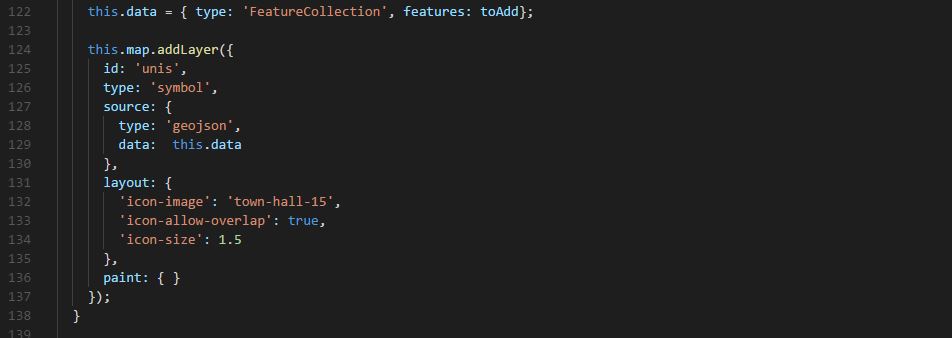 122 this.data = { type: 'FeatureCollection', features: toAdd};
123
124 this.map.addLayer({
125 id: 'unis',
126 type: 'symbol',
127 source: {
128 type: 'geojson',
129 data:  this.data
130 },
131 layout: {
132 'icon-image': 'town-hall-15',
133 'icon-allow-overlap': true,
134 'icon-size': 1.5
135 },
136 paint: { }
137 });
138 }
139